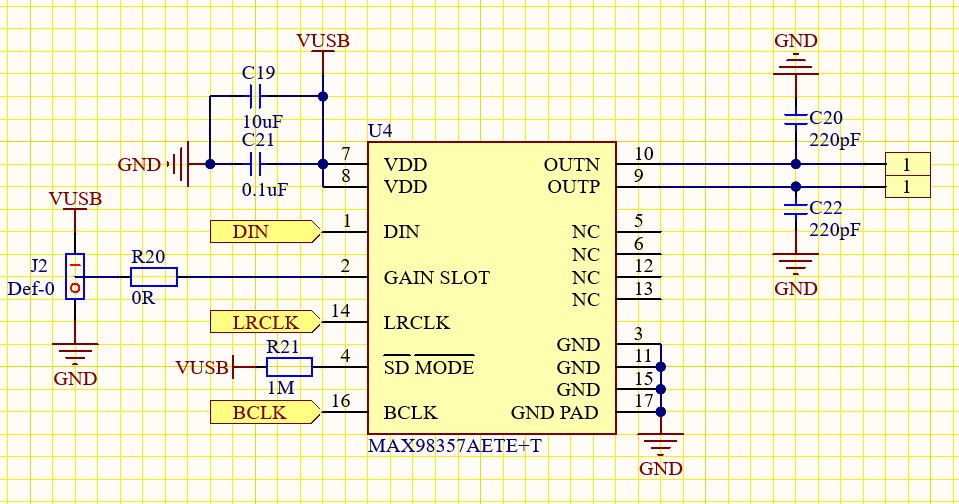 GND
VUSB
C19
10uF
C20
220pF
U4
C21
0.1uF
GND
7
VDD
OUTN
10
1
8
VDD
OUTP
9
1
VUSB
C22
220pF
DIN
1
DIN
NC
5
NC
6
J2
Def-0
1
O
R20
0R
2
GAIN SLOT
NC
12
GND
NC
13
LRCLK
14
LRCLK
GND
3
R21
1M
VUSB
4
SD MODE
GND
11
GND
15
GND
BCLK
16
BCLK
GND PAD
17
MAX98357AETE+T
GND